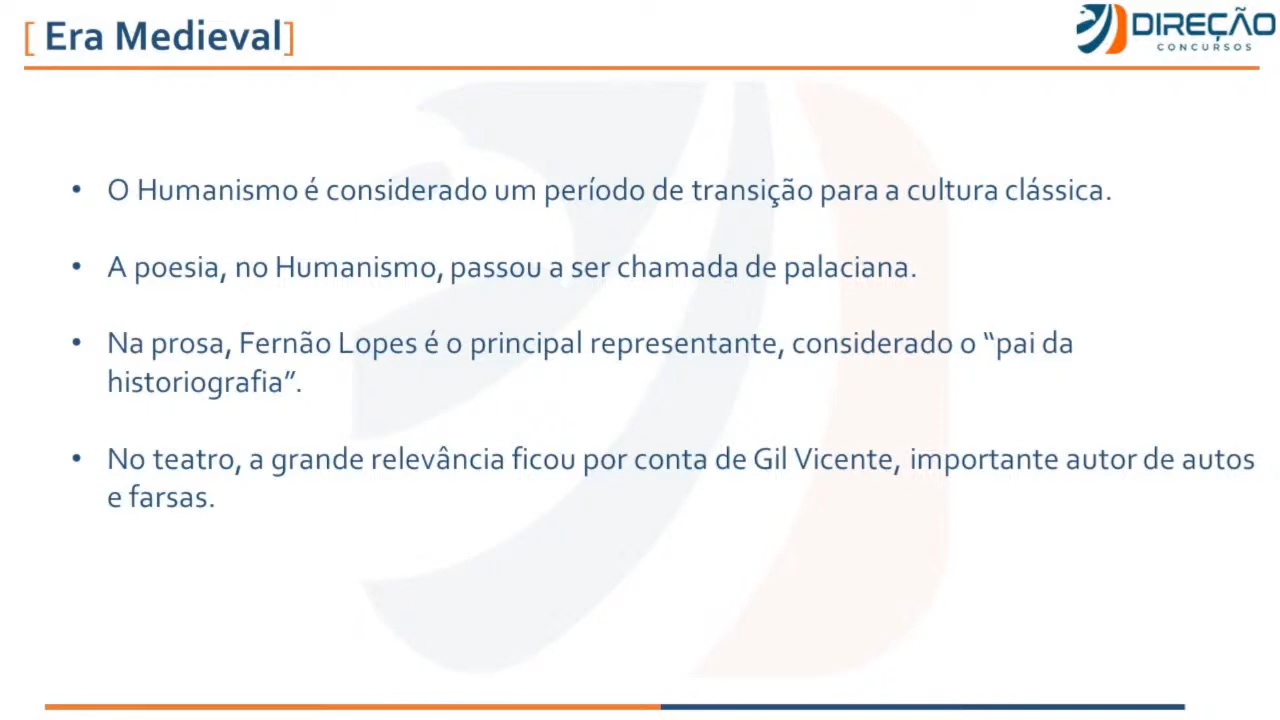 [ Era Medieval]
DIREÇÃO
CONCURSOS
• O Humanismo é considerado um período de transição para a cultura clássica.
• A poesia, no Humanismo, passou a ser chamada de palaciana.
• Na prosa, Fernão Lopes é o principal representante, considerado o “pai da
historiografia”.
• No teatro, a grande relevância ficou por conta de Gil Vicente, importante autor de autos
e farsas.